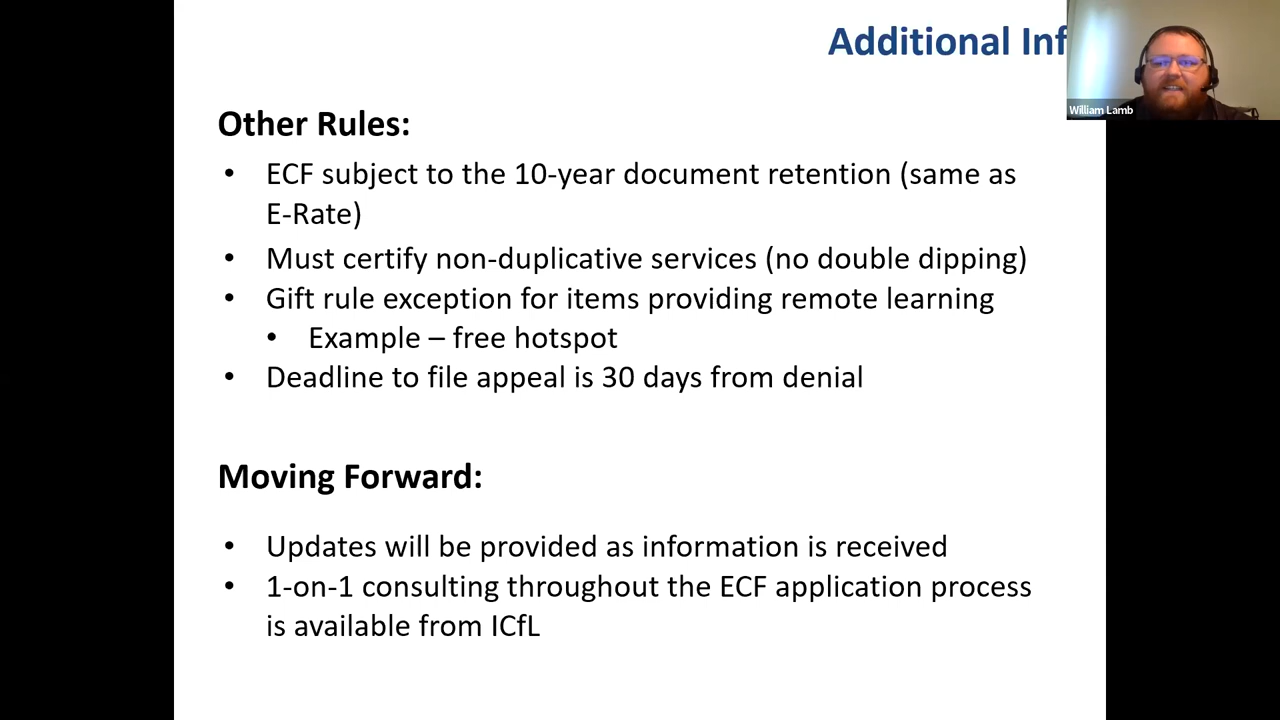 Additional Inf
William Lamb
Other Rules:
• ECF subject to the 10-year document retention (same as
E-Rate)
• Must certify non-duplicative services (no double dipping)
• Gift rule exception for items providing remote learning
• Example – free hotspot
• Deadline to file appeal is 30 days from denial
Moving Forward:
• Updates will be provided as information is received
• 1-on-1 consulting throughout the ECF application process
is available from ICfL